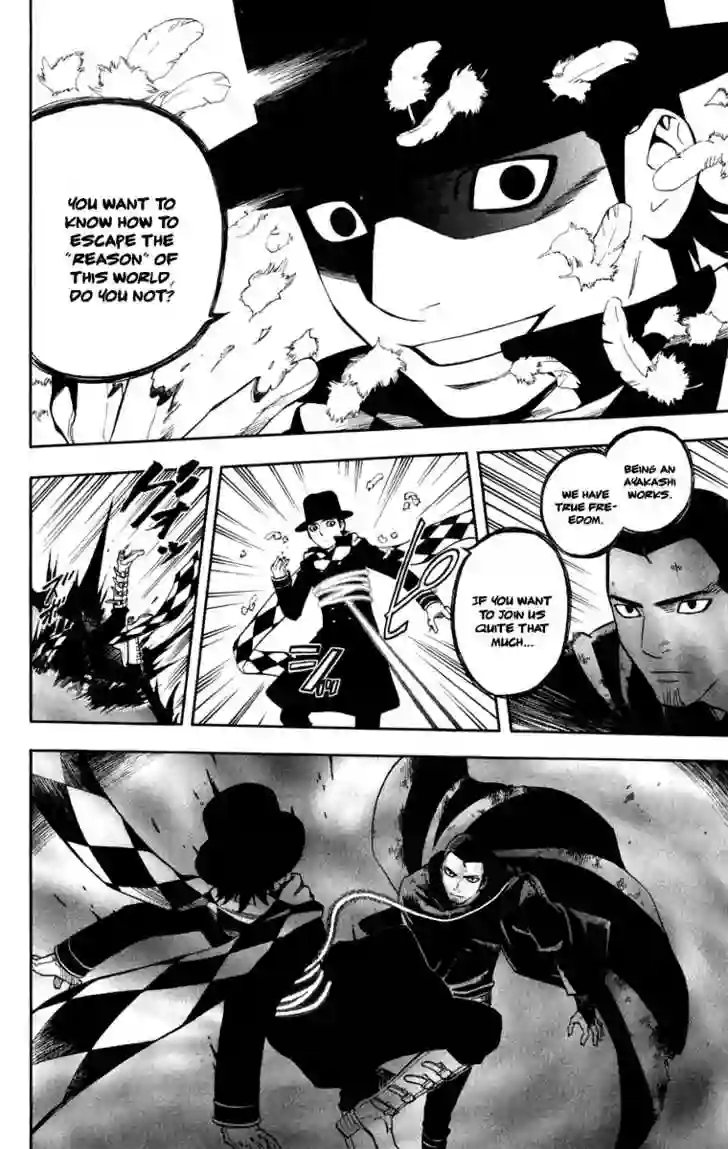 YOU WANT TO
KNOW HOW TO
ESCAPE THE
"REASON" OF
THIS WORLD,
DO YOU NOT?
BEING AN
AYAKASHI
WORKS.
WE HAVE
TRUE FRE-
EDOM.
IF YOU WANT
TO JOIN US
QUITE THAT
MUCH...